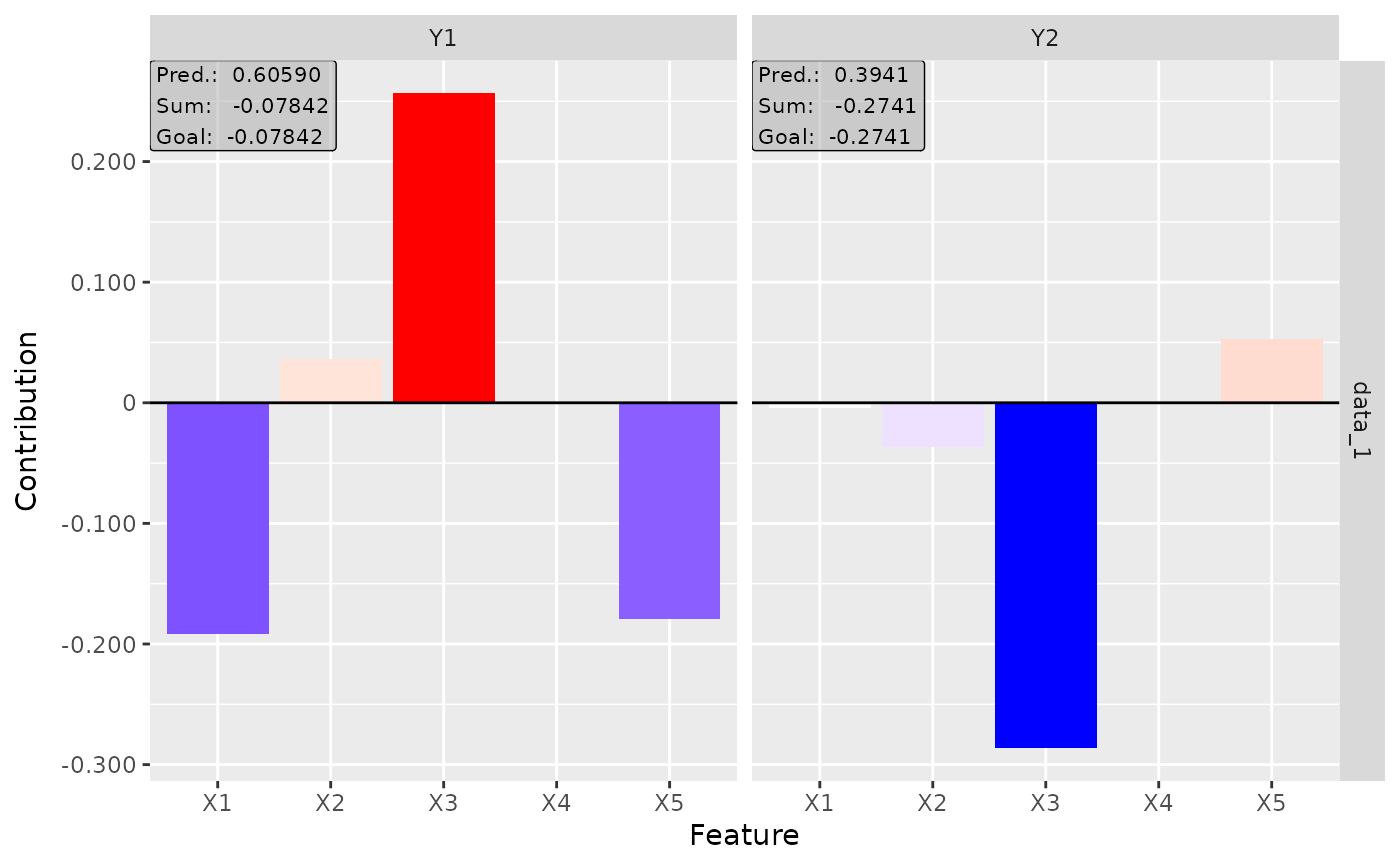 Y1
Y2
Pred.: 0.60590
Sum: -0.07842
Goal: -0.07842
Pred.: 0.3941
Sum: -0.2741
Goal: -0.2741
0.200
0.100
0
-0.100
-0.200
-0.300
Contribution
data_1
X1 X2 X3 X4 X5
X1 X2 X3 X4 X5
Feature